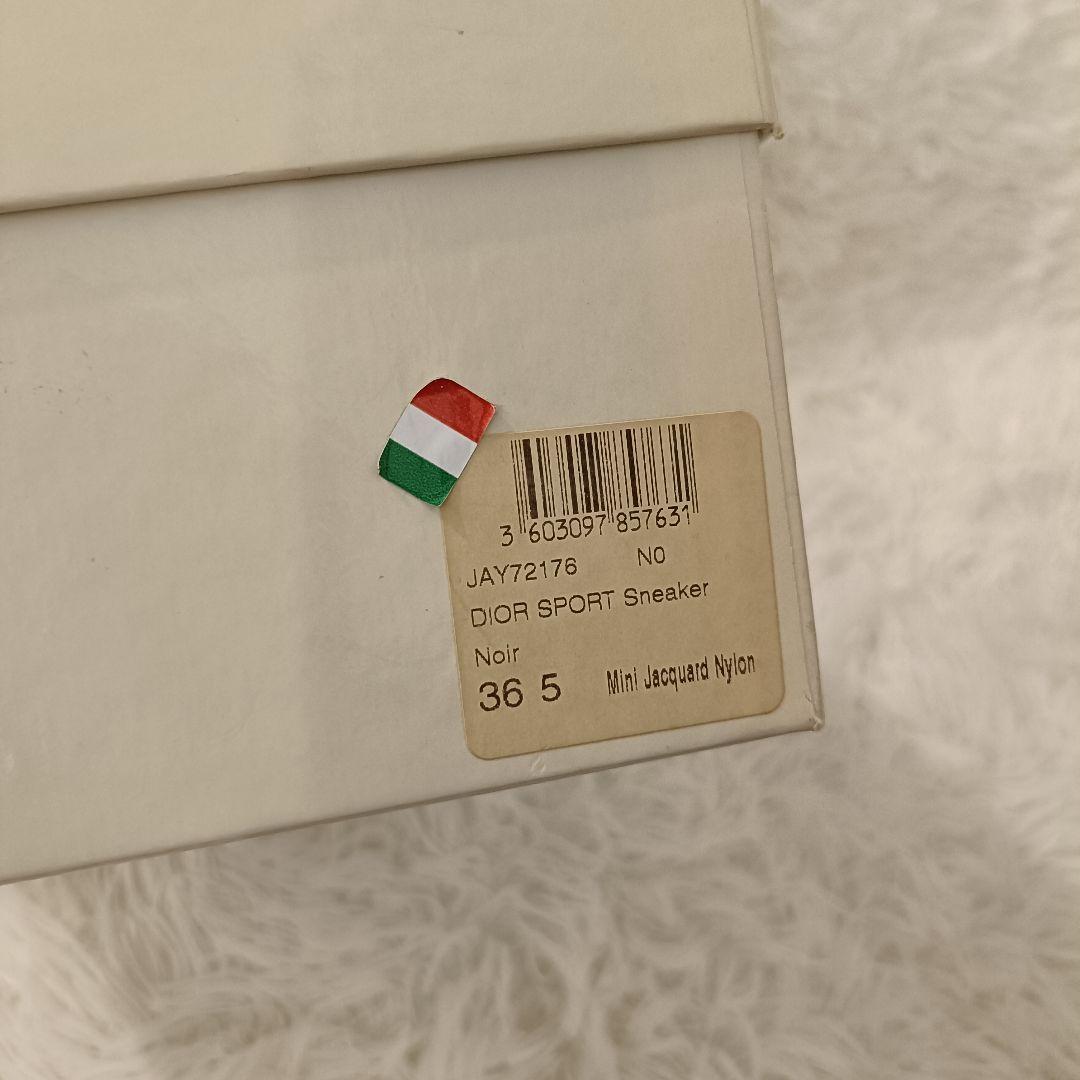 3 603097 857631
JAY72176 N0
DIOR SPORT Sneaker
Noir
36 5 Mini Jacquard Nylon